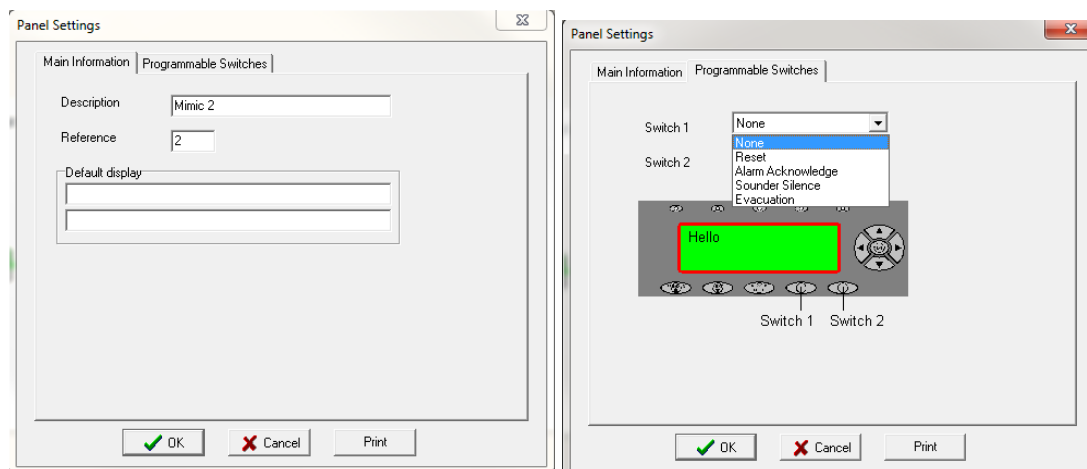 Panel Settings
Main Information
Programmable Switches
Description
Mimic 2
Reference
2
Default display
OK
Cancel
Print
Panel Settings
Main Information
Programmable Switches
Switch 1
None
None
Reset
Alarm Acknowledge
Sounder Silence
Evacuation
Switch 2
Hello
Switch 1
Switch 2
OK
Cancel
Print